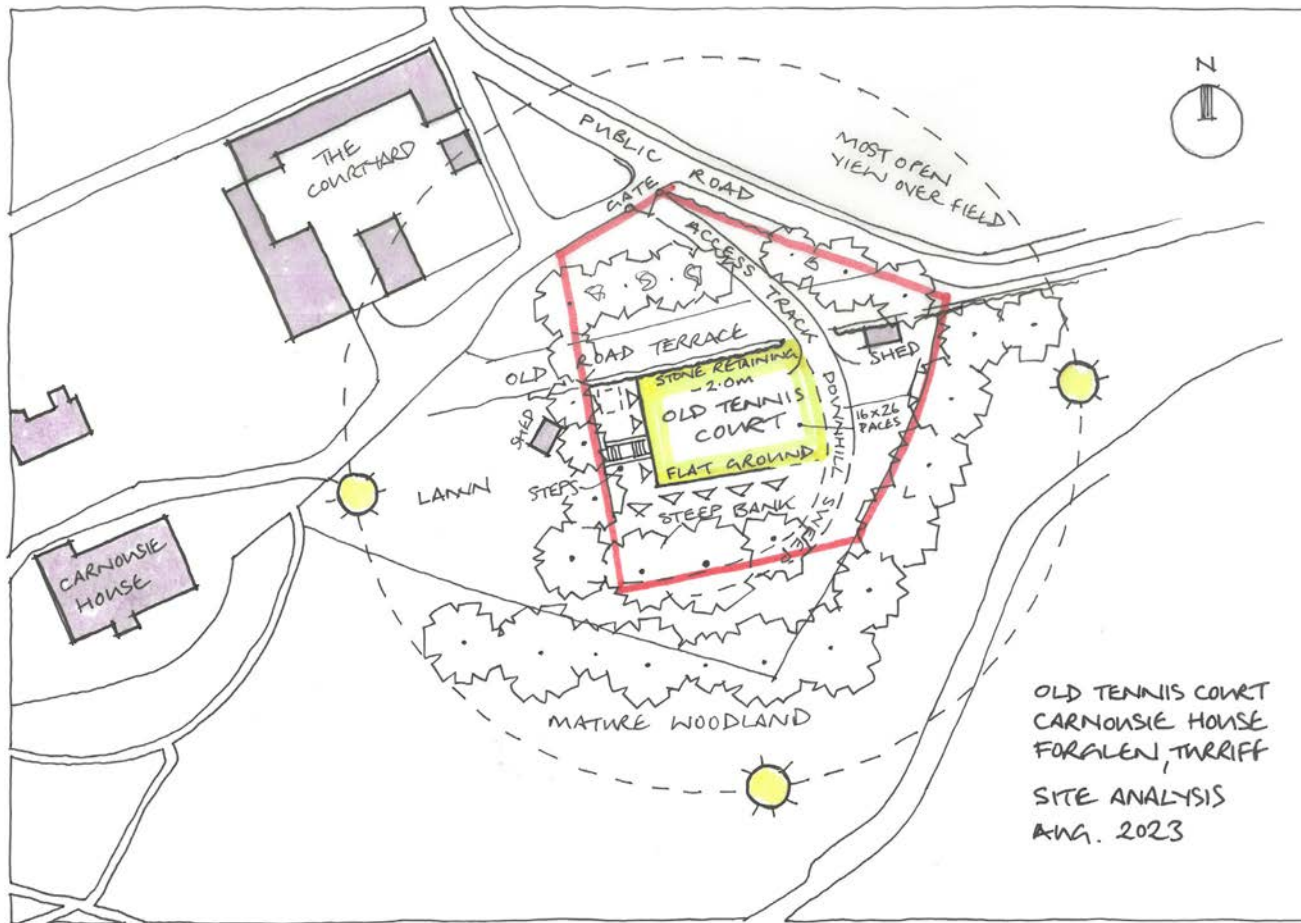 N
THE
COURTYARD
PUBLIC ROAD
MOST OPEN
VIEW OVER FIELD
GATE
ACCESS TRACK
OLD ROAD TERRACE
SHED
STONE RETAINING
-2.0m
OLD TENNIS
COURT
16x26
PACES
FLAT GROUND
DOWNHILL SWEEP
SHED
LAWN
STEPS
STEEP BANK
CARNOUSIE
HOUSE
MATURE WOODLAND
OLD TENNIS COURT
CARNOUSIE HOUSE
FORGLEN, TURRIFF
SITE ANALYSIS
AUG. 2023